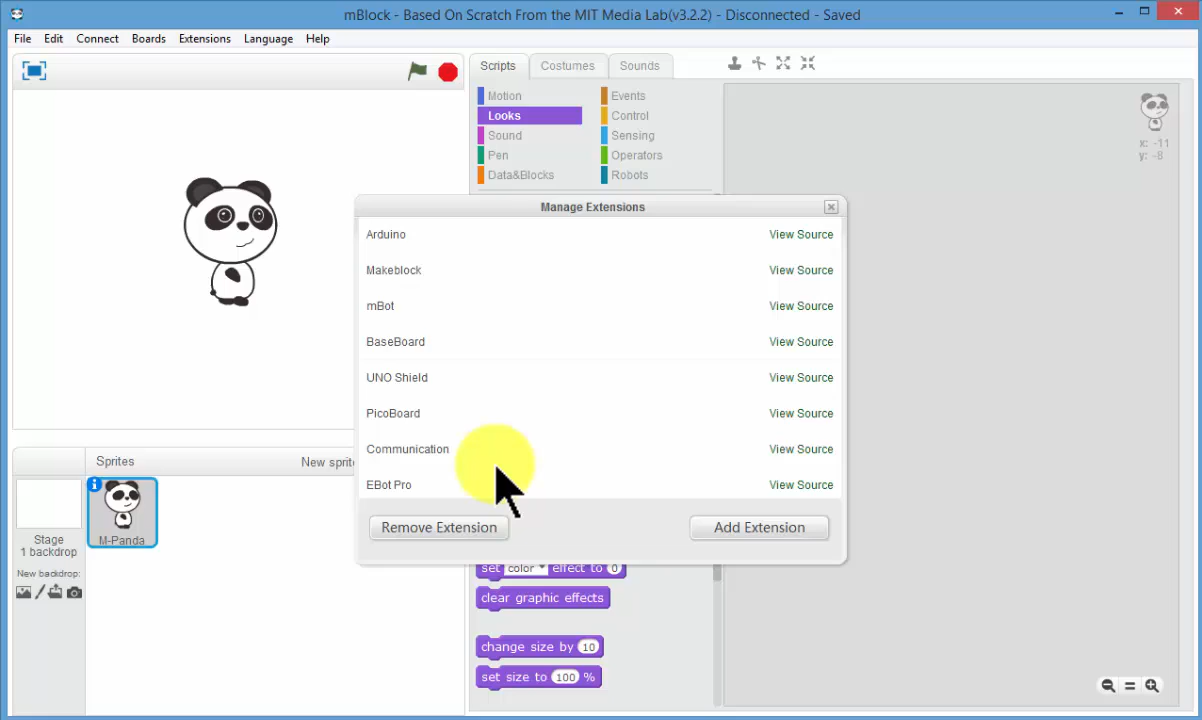 mBlock - Based On Scratch From the MIT Media Lab(v3.2.2) - Disconnected - Saved
File Edit Connect Boards Extensions Language Help
Scripts Costumes Sounds
Motion Events
Looks Control
Sound Sensing
Pen Operators
Data&Blocks Robots
x: -11
y: -8
Manage Extensions
Arduino View Source
Makeblock View Source
mBot View Source
BaseBoard View Source
UNO Shield View Source
PicoBoard View Source
Communication View Source
EBot Pro View Source
Remove Extension Add Extension
Sprites New sprite
M-Panda
Stage
1 backdrop
New backdrop:
set color effect to 0
clear graphic effects
change size by 10
set size to 100 %